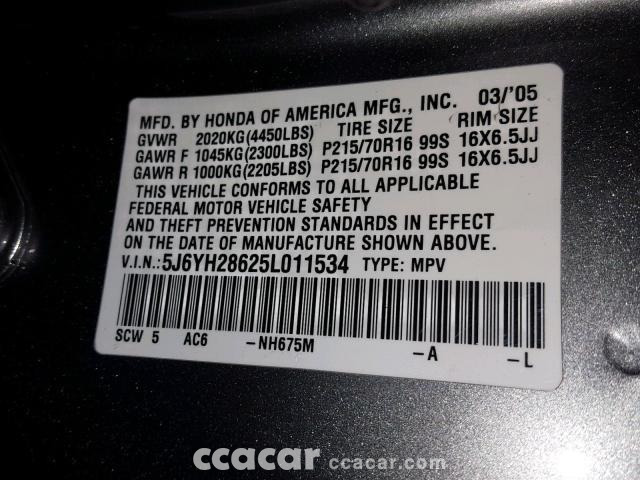 MFD. BY HONDA OF AMERICA MFG., INC. 03/'05
GVWR 2020KG(4450LBS) TIRE SIZE RIM SIZE
GAWR F 1045KG(2300LBS) P215/70R16 99S 16X6.5JJ
GAWR R 1000KG(2205LBS) P215/70R16 99S 16X6.5JJ
THIS VEHICLE CONFORMS TO ALL APPLICABLE
FEDERAL MOTOR VEHICLE SAFETY
AND THEFT PREVENTION STANDARDS IN EFFECT
ON THE DATE OF MANUFACTURE SHOWN ABOVE.
V.I.N.:5J6YH28625L011534 TYPE: MPV
SCW 5 AC6 -NH675M -A -L
ccacar ccacar.com